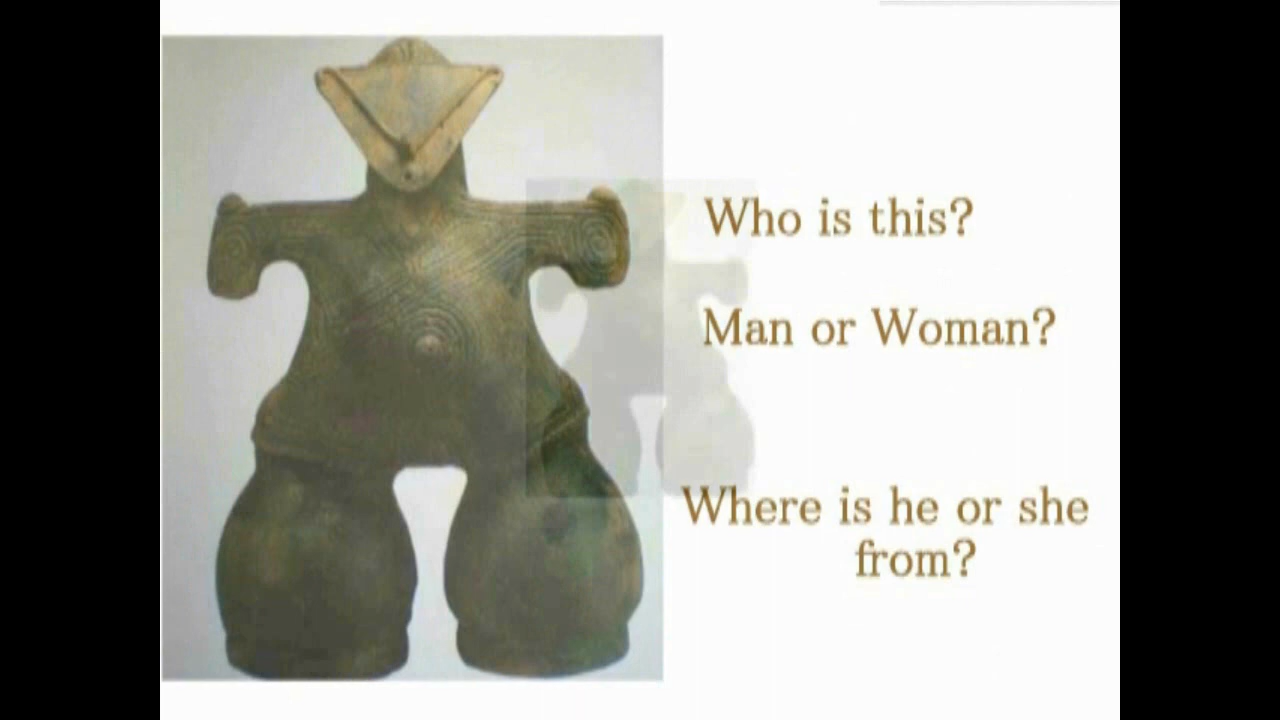 Who is this?
Man or Woman?
Where is he or she
from?